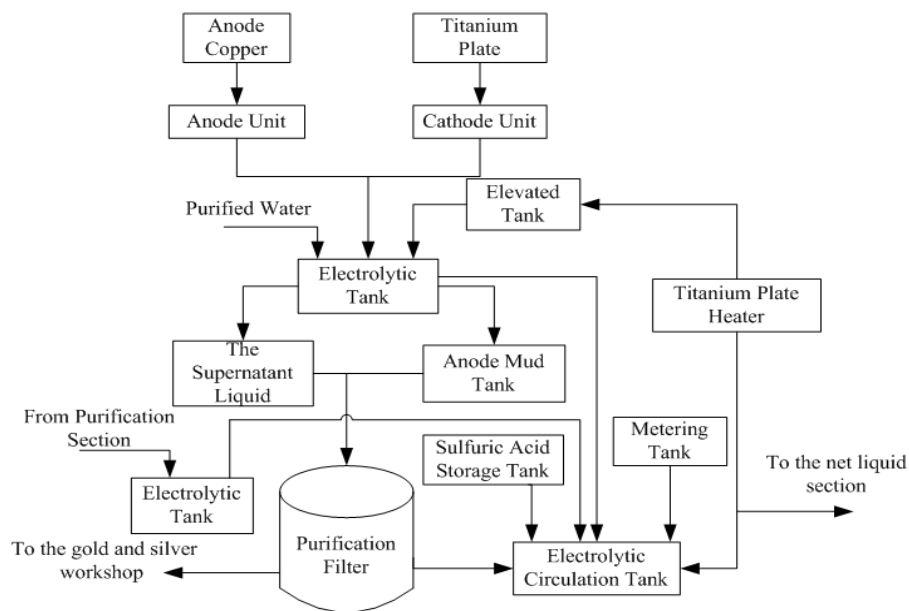 Anode
Copper
Titanium
Plate
Anode Unit
Cathode Unit
Elevated
Tank
Purified Water
Electrolytic
Tank
Titanium Plate
Heater
The
Supernatant
Liquid
Anode Mud
Tank
From Purification
Section
Sulfuric Acid
Storage Tank
Metering
Tank
To the net liquid
section
Electrolytic
Tank
To the gold and silver
workshop
Purification
Filter
Electrolytic
Circulation Tank